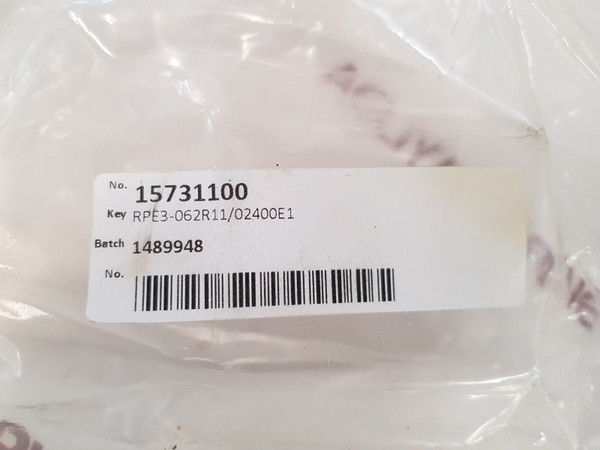 No. 15731100
Key RPE3-062R11/02400E1
Batch 1489948
No.